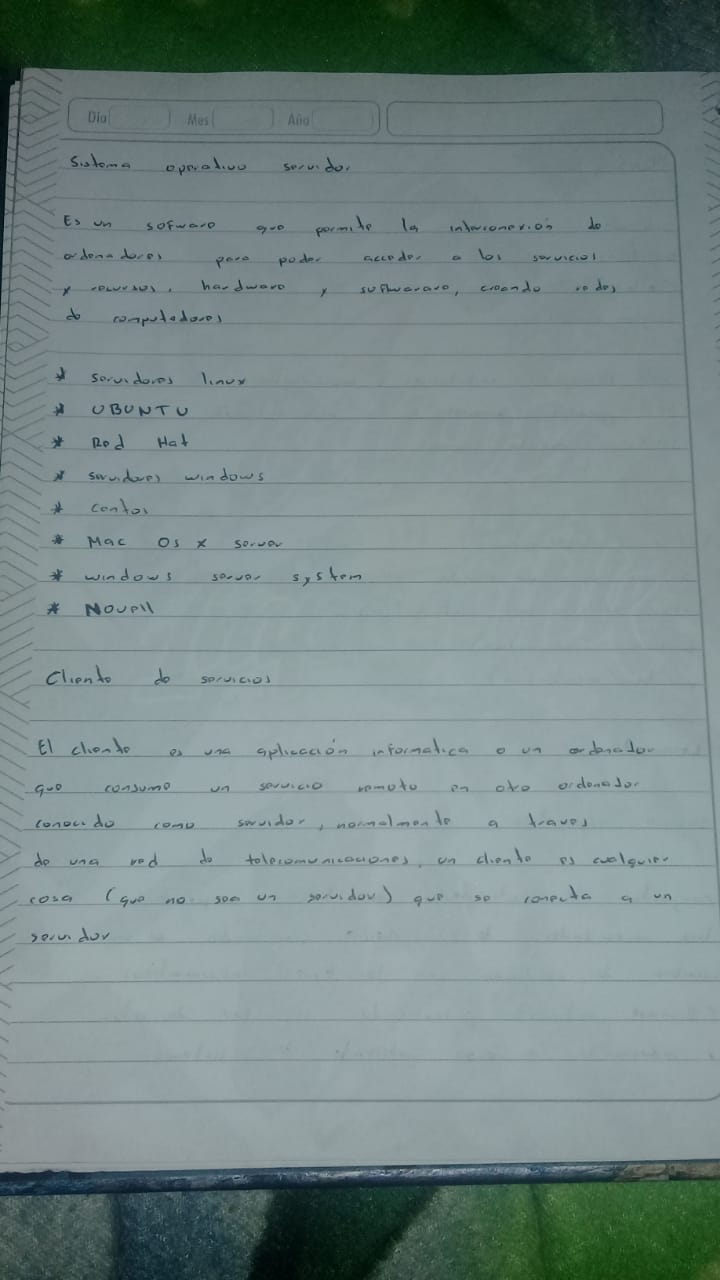 Dia Mes Año
Sistema operativo servidor
Es un sofware que permite la interconexión de
ordenadores para poder acceder a los servicios
y recursos, hardware y softwarare, creando redes
de computadores
* servidores linux
* UBUNTU
* Red Hat
* servidores windows
* centos
* Mac Os x server
* windows server system
* Novell
Cliente de servicios
El cliente es una aplicación informatica o un ordenador
que consume un servicio remoto en otro ordenador
conocido como servidor, normalmente a traves
de una red de telecomunicaciones, un cliente es cualquier
cosa (que no sea un servidor) que se conecta a un
servidor